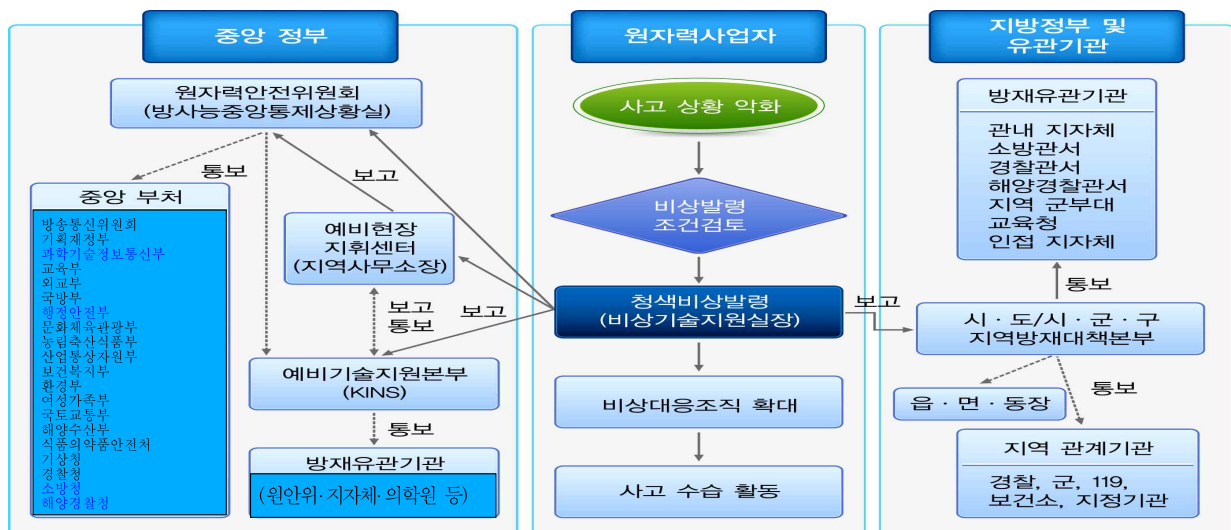 중앙 정부
원자력안전위원회
(방사능중앙통제상황실)
통보
보고
중앙 부처
방송통신위원회
기획재정부
과학기술정보통신부
교육부
외교부
국방부
행정안전부
문화체육관광부
농림축산식품부
산업통상자원부
보건복지부
환경부
여성가족부
국토교통부
해양수산부
식품의약품안전처
기상청
경찰청
소방청
해양경찰청
예비현장
지휘센터
(지역사무소장)
보고
통보
보고
예비기술지원본부
(KINS)
통보
방재유관기관
(원안위·지자체·의학원 등)
원자력사업자
사고 상황 악화
비상발령
조건검토
청색비상발령
(비상기술지원실장)
비상대응조직 확대
사고 수습 활동
보고
지방정부 및
유관기관
방재유관기관
관내 지자체
소방관서
경찰관서
해양경찰관서
지역 군부대
교육청
인접 지자체
통보
시·도/시·군·구
지역방재대책본부
통보
읍·면·동장
지역 관계기관
경찰, 군, 119,
보건소, 지정기관